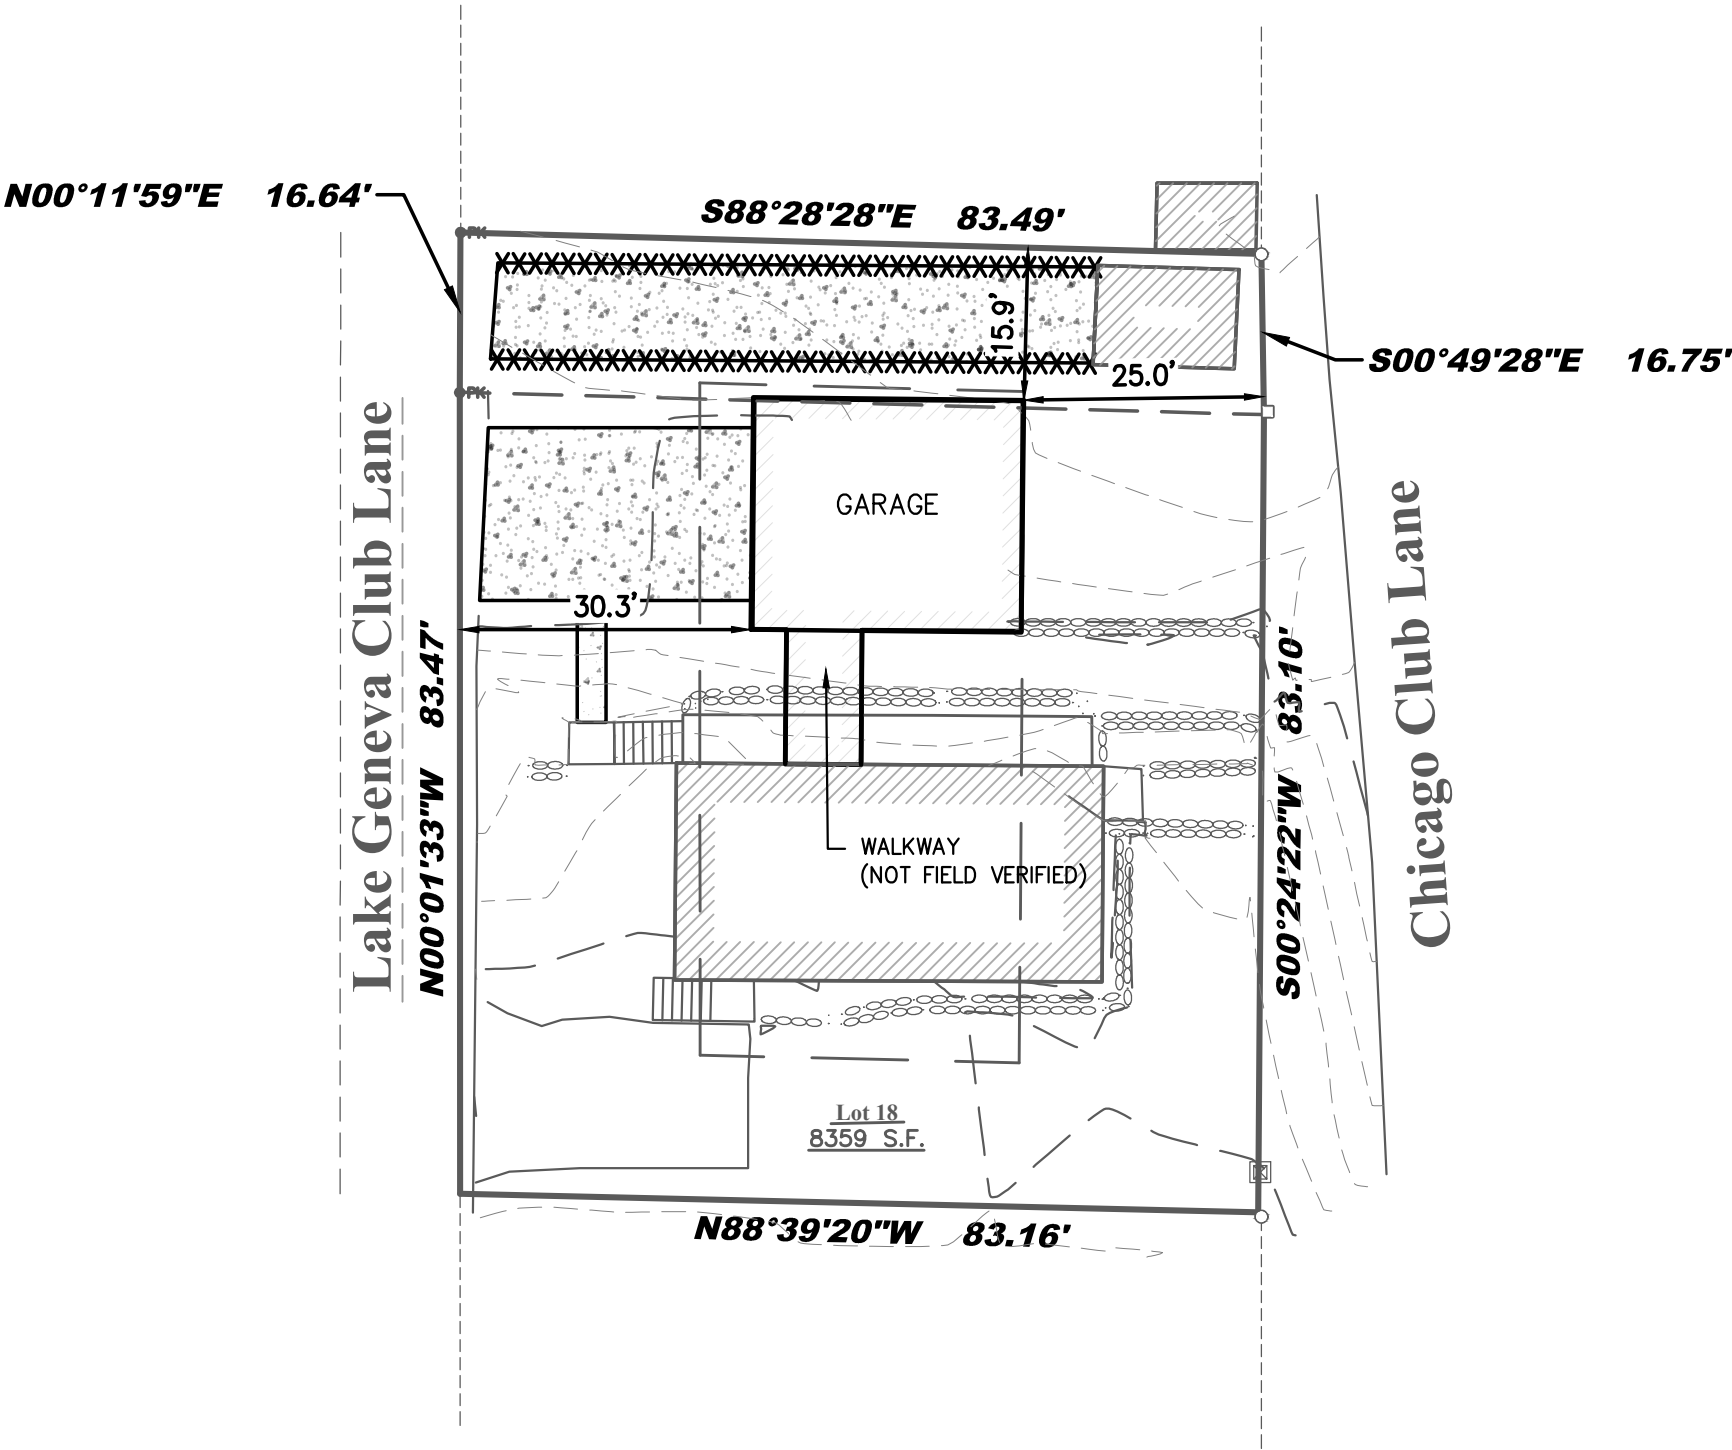 N00°11'59"E 16.64'
S88°28'28"E 83.49'
PK
15.9'
S00°49'28"E 16.75'
25.0'
PK
GARAGE
30.3'
Lake Geneva Club Lane
N00°01'33"W 83.47'
S00°24'22"W 83.10'
Chicago Club Lane
WALKWAY
(NOT FIELD VERIFIED)
Lot 18
8359 S.F.
N88°39'20"W 83.16'